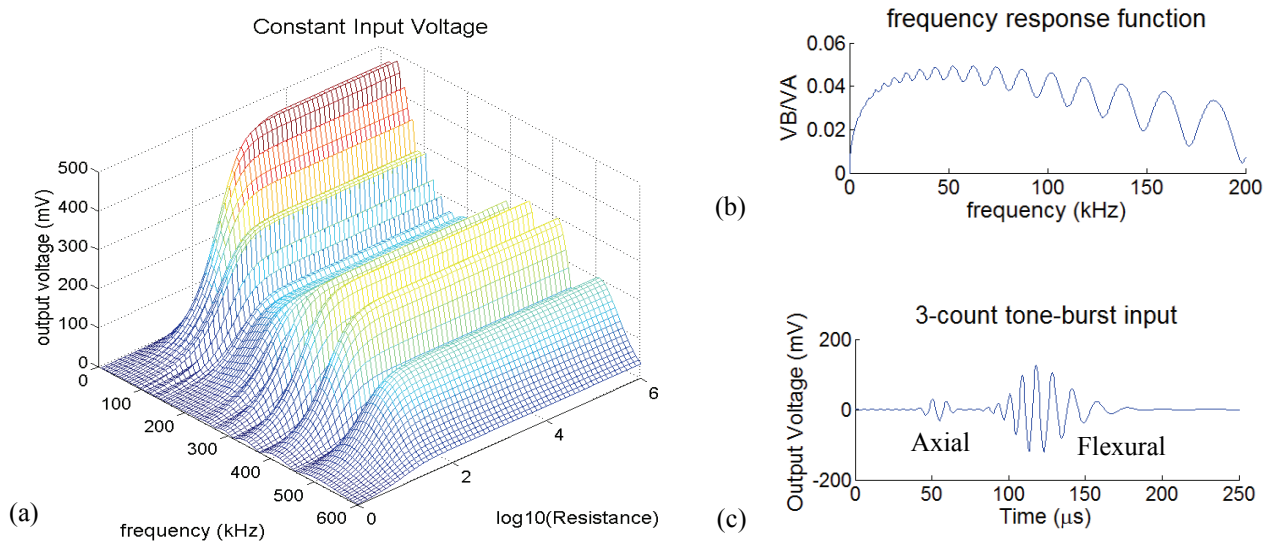 Constant Input Voltage
output voltage (mV)
500
400
300
200
100
0
0
100
200
300
400
500
600
frequency (kHz)
0
2
4
6
log10(Resistance)
(a)
frequency response function
VB/VA
0.06
0.04
0.02
0
0
50
100
150
200
frequency (kHz)
(b)
3-count tone-burst input
Output Voltage (mV)
200
0
-200
Axial
Flexural
0
50
100
150
200
250
Time (μs)
(c)